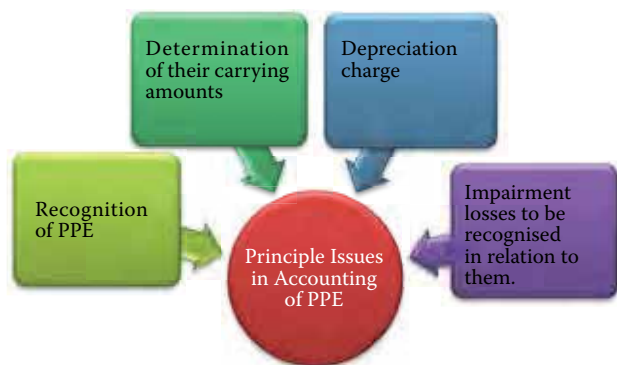 Determination
of their carrying
amounts
Depreciation
charge
Recognition
of PPE
Impairment
losses to be
recognised
in relation to
them.
Principle Issues
in Accounting
of PPE